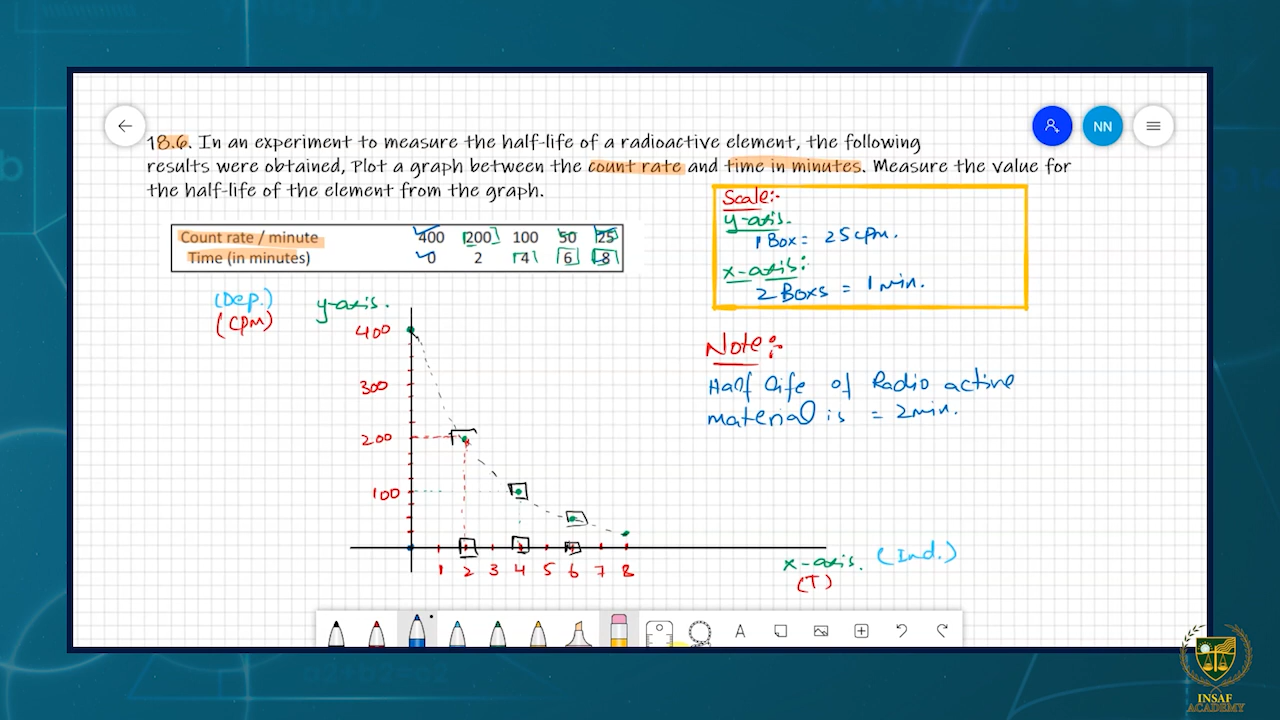 18.6. In an experiment to measure the half-life of a radioactive element, the following
results were obtained, Plot a graph between the count rate and time in minutes. Measure the value for
the half-life of the element from the graph.
NN
Count rate / minute 400 200 100 50 25
Time (in minutes) 0 2 4 6 8
Scale:-
y-axis.
1 Box = 25 cpm.
x-axis:
2 Boxs = 1 min.
(Dep.)
(cpm)
y-axis.
400
300
200
100
1 2 3 4 5 6 7 8
x-axis. (Ind.)
(T)
Note:-
Half life of Radio active
material is = 2min.
A
INSAF
ACADEMY